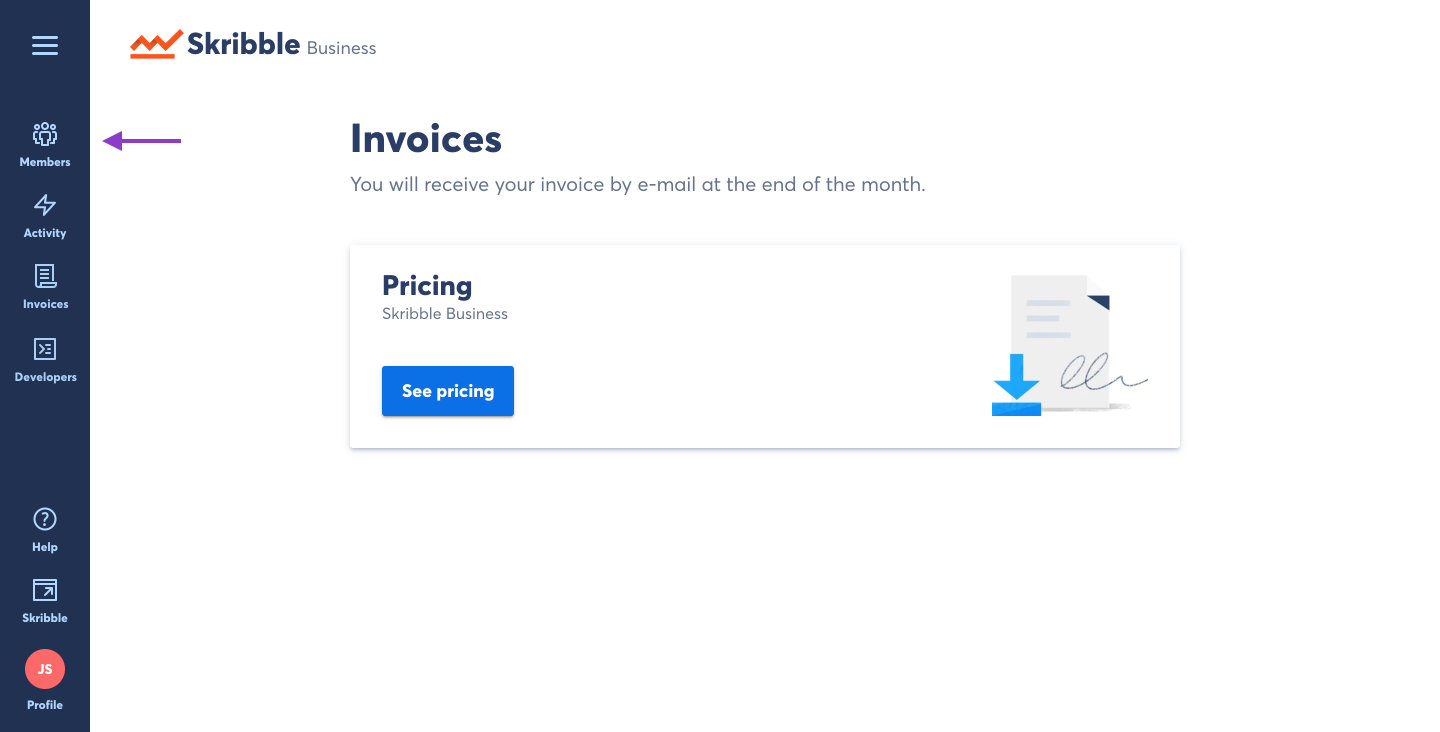 Skribble Business
Members
Activity
Invoices
Developers
Help
Skribble
JS
Profile
Invoices
You will receive your invoice by e-mail at the end of the month.
Pricing
Skribble Business
See pricing